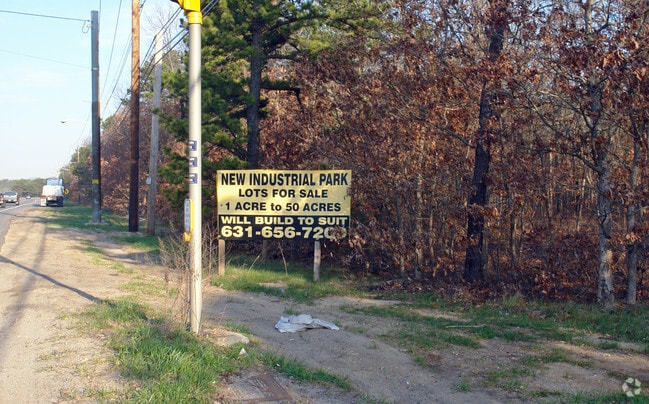 NEW INDUSTRIAL PARK
LOTS FOR SALE
1 ACRE to 50 ACRES
WILL BUILD TO SUIT